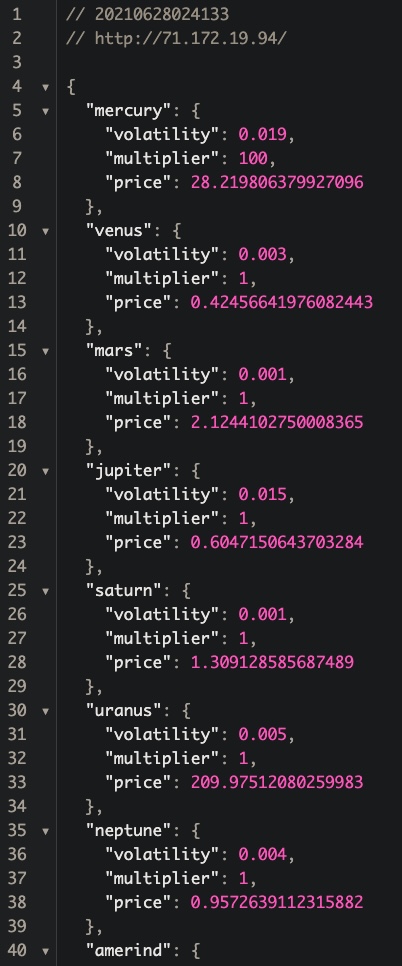 1 // 20210628024133
2 // http://71.172.19.94/
3
4 {
5 "mercury": {
6 "volatility": 0.019,
7 "multiplier": 100,
8 "price": 28.219806379927096
9 },
10 "venus": {
11 "volatility": 0.003,
12 "multiplier": 1,
13 "price": 0.42456641976082443
14 },
15 "mars": {
16 "volatility": 0.001,
17 "multiplier": 1,
18 "price": 2.1244102750008365
19 },
20 "jupiter": {
21 "volatility": 0.015,
22 "multiplier": 1,
23 "price": 0.6047150643703284
24 },
25 "saturn": {
26 "volatility": 0.001,
27 "multiplier": 1,
28 "price": 1.309128585687489
29 },
30 "uranus": {
31 "volatility": 0.005,
32 "multiplier": 1,
33 "price": 209.97512080259983
34 },
35 "neptune": {
36 "volatility": 0.004,
37 "multiplier": 1,
38 "price": 0.9572639112315882
39 },
40 "amerind": {